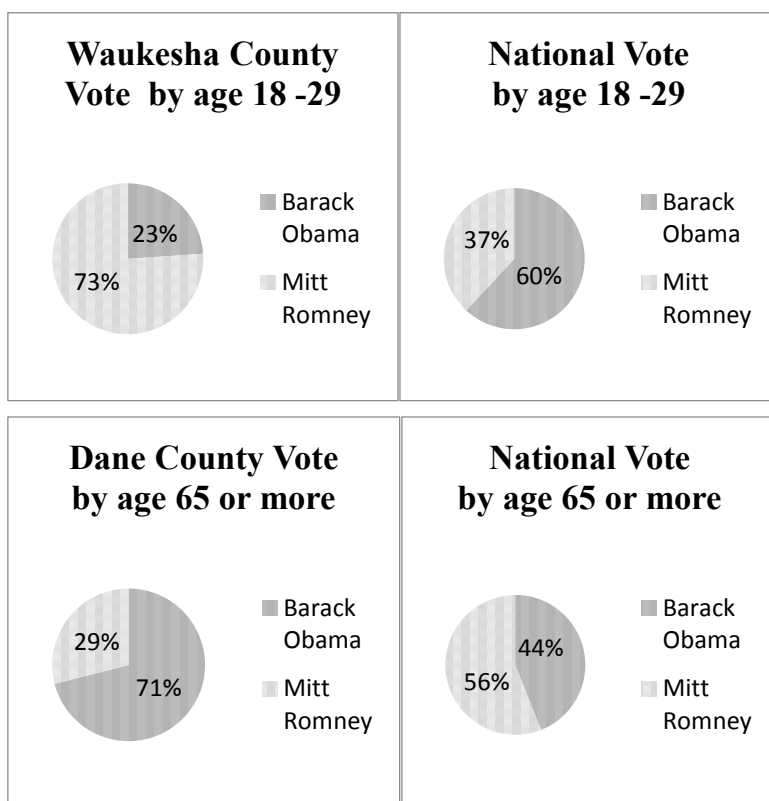 Waukesha County
Vote by age 18 -29
23%
73%
Barack
Obama
Mitt
Romney
National Vote
by age 18 -29
37%
60%
Barack
Obama
Mitt
Romney
Dane County Vote
by age 65 or more
29%
71%
Barack
Obama
Mitt
Romney
National Vote
by age 65 or more
44%
56%
Barack
Obama
Mitt
Romney